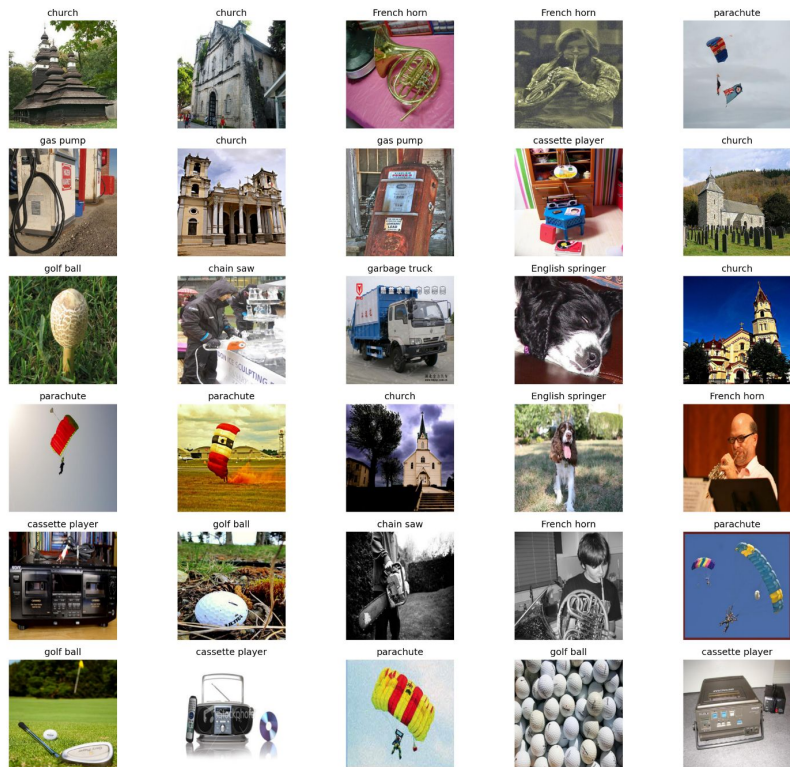 church church French horn French horn parachute
gas pump church gas pump cassette player church
golf ball chain saw garbage truck English springer church
parachute parachute church English springer French horn
cassette player golf ball chain saw French horn parachute
golf ball cassette player parachute golf ball cassette player